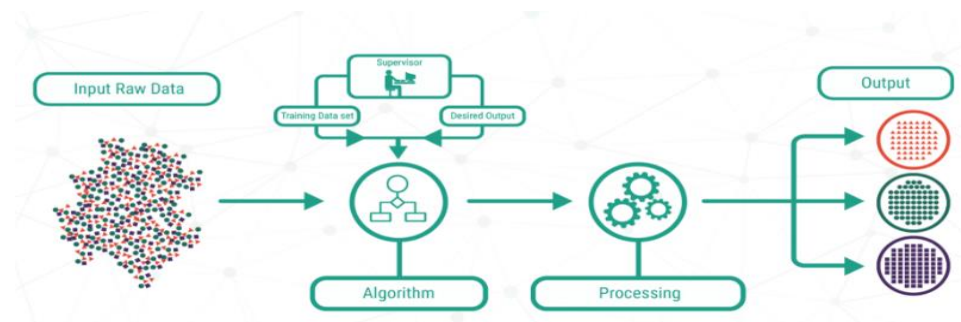 Input Raw Data
Supervisor
Training Data set
Desired Output
Algorithm
Processing
Output